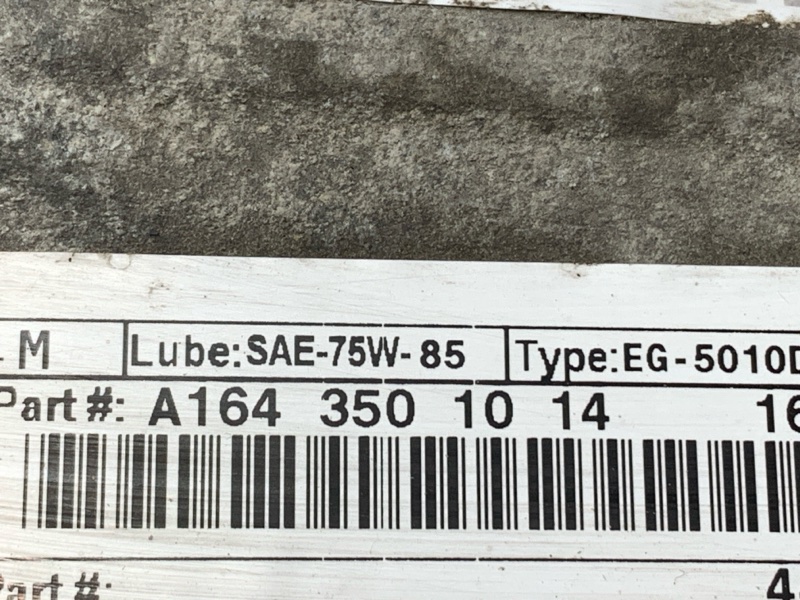 M Lube: SAE-75W-85 Type: EG-5010D
Part #: A164 350 10 14 16
Part #: 4